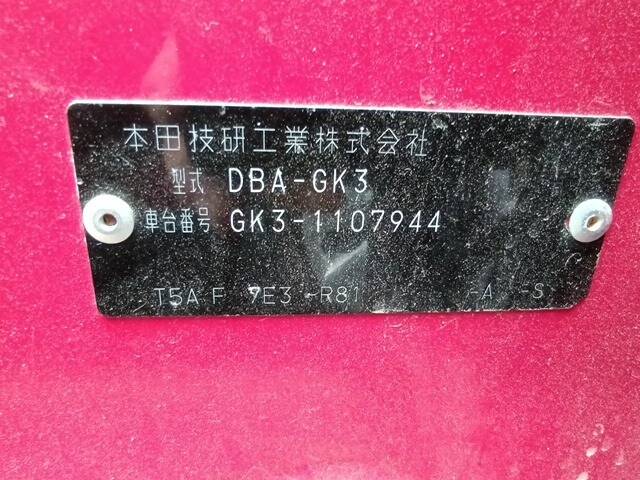 本田技研工業株式会社
型式 DBA-GK3
車台番号 GK3-1107944
T5A F 7E3 -R81 -A -S